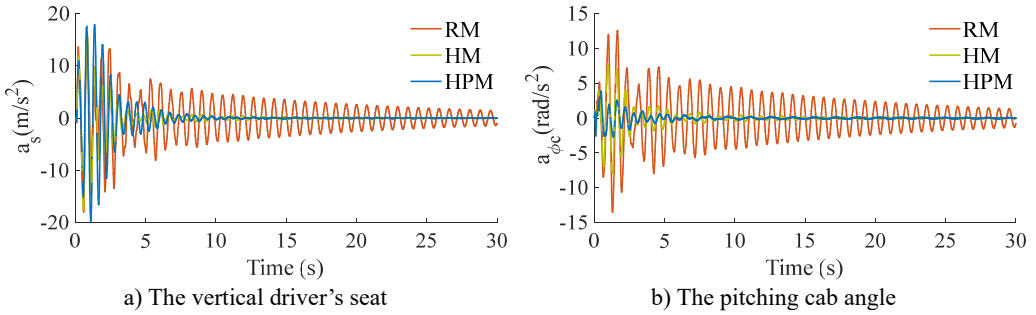 20
10
0
-10
-20
a_s(m/s²)
RM
HM
HPM
0 5 10 15 20 25 30
Time (s)
a) The vertical driver’s seat
15
10
5
0
-5
-10
-15
a_ϕc(rad/s²)
RM
HM
HPM
0 5 10 15 20 25 30
Time (s)
b) The pitching cab angle